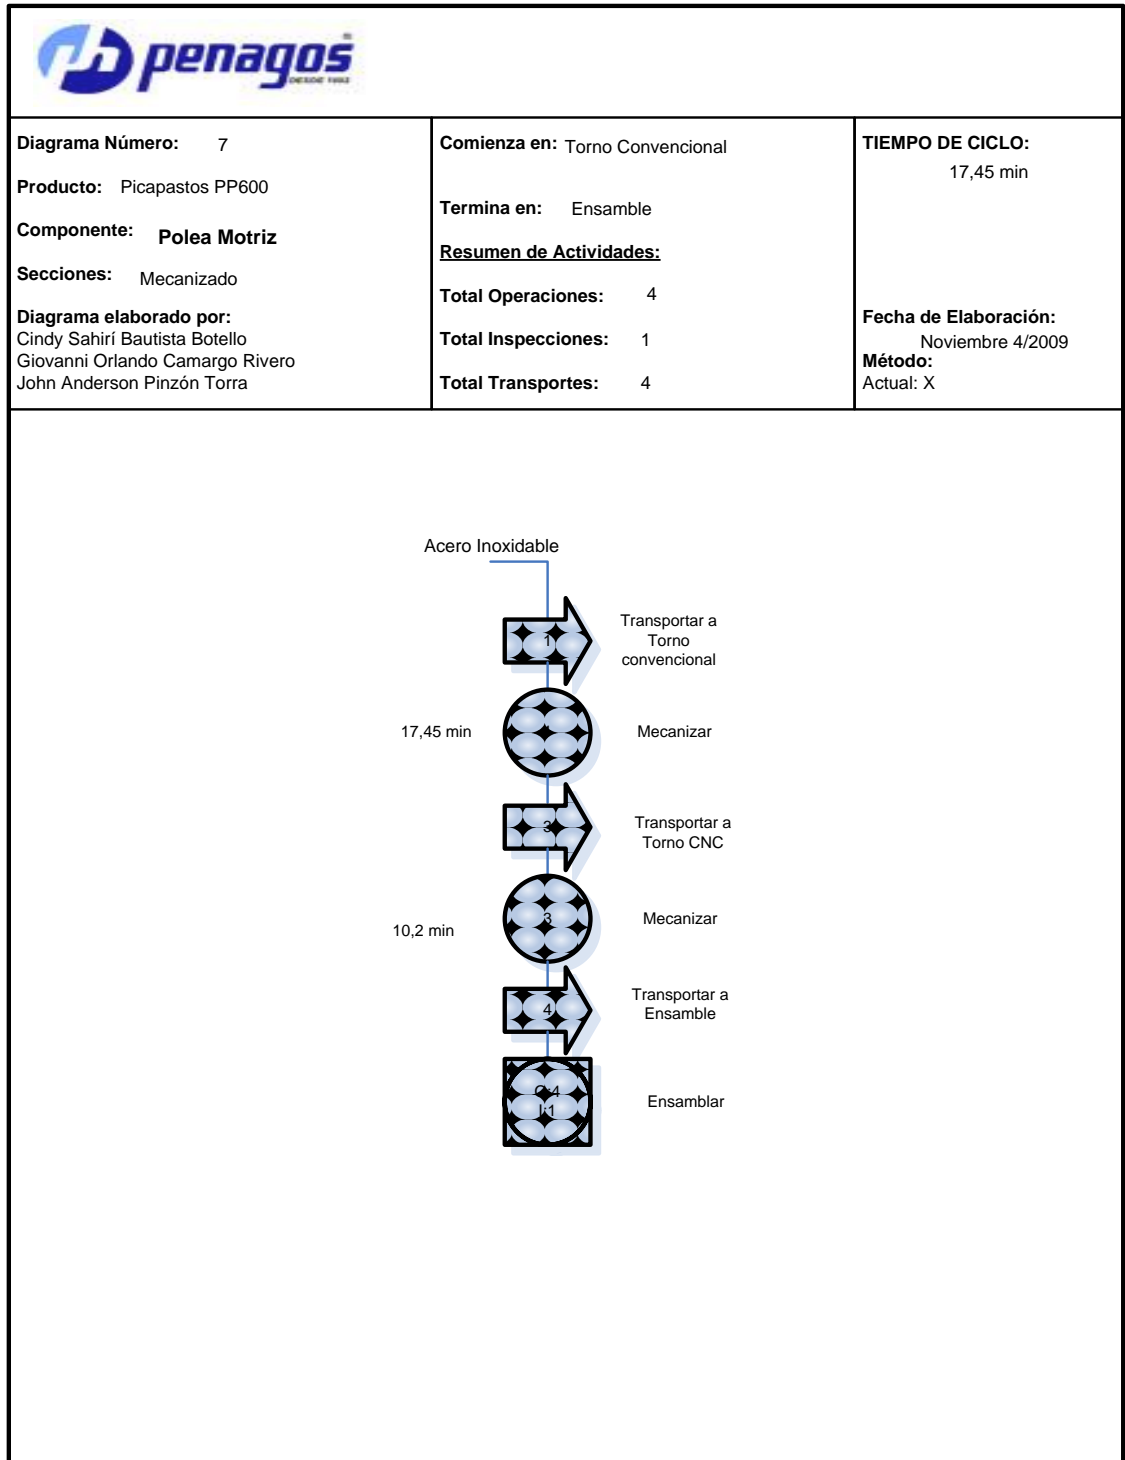 penagos
DESDE 1892
Diagrama Número: 7
Producto: Picapastos PP600
Componente: Polea Motriz
Secciones: Mecanizado
Diagrama elaborado por:
Cindy Sahirí Bautista Botello
Giovanni Orlando Camargo Rivero
John Anderson Pinzón Torra
Comienza en: Torno Convencional
Termina en: Ensamble
Resumen de Actividades:
Total Operaciones: 4
Total Inspecciones: 1
Total Transportes: 4
TIEMPO DE CICLO:
17,45 min
Fecha de Elaboración:
Noviembre 4/2009
Método:
Actual: X
Acero Inoxidable
1
Transportar a
Torno
convencional
17,45 min
Mecanizar
3
Transportar a
Torno CNC
10,2 min
3
Mecanizar
4
Transportar a
Ensamble
O:4
I:1
Ensamblar